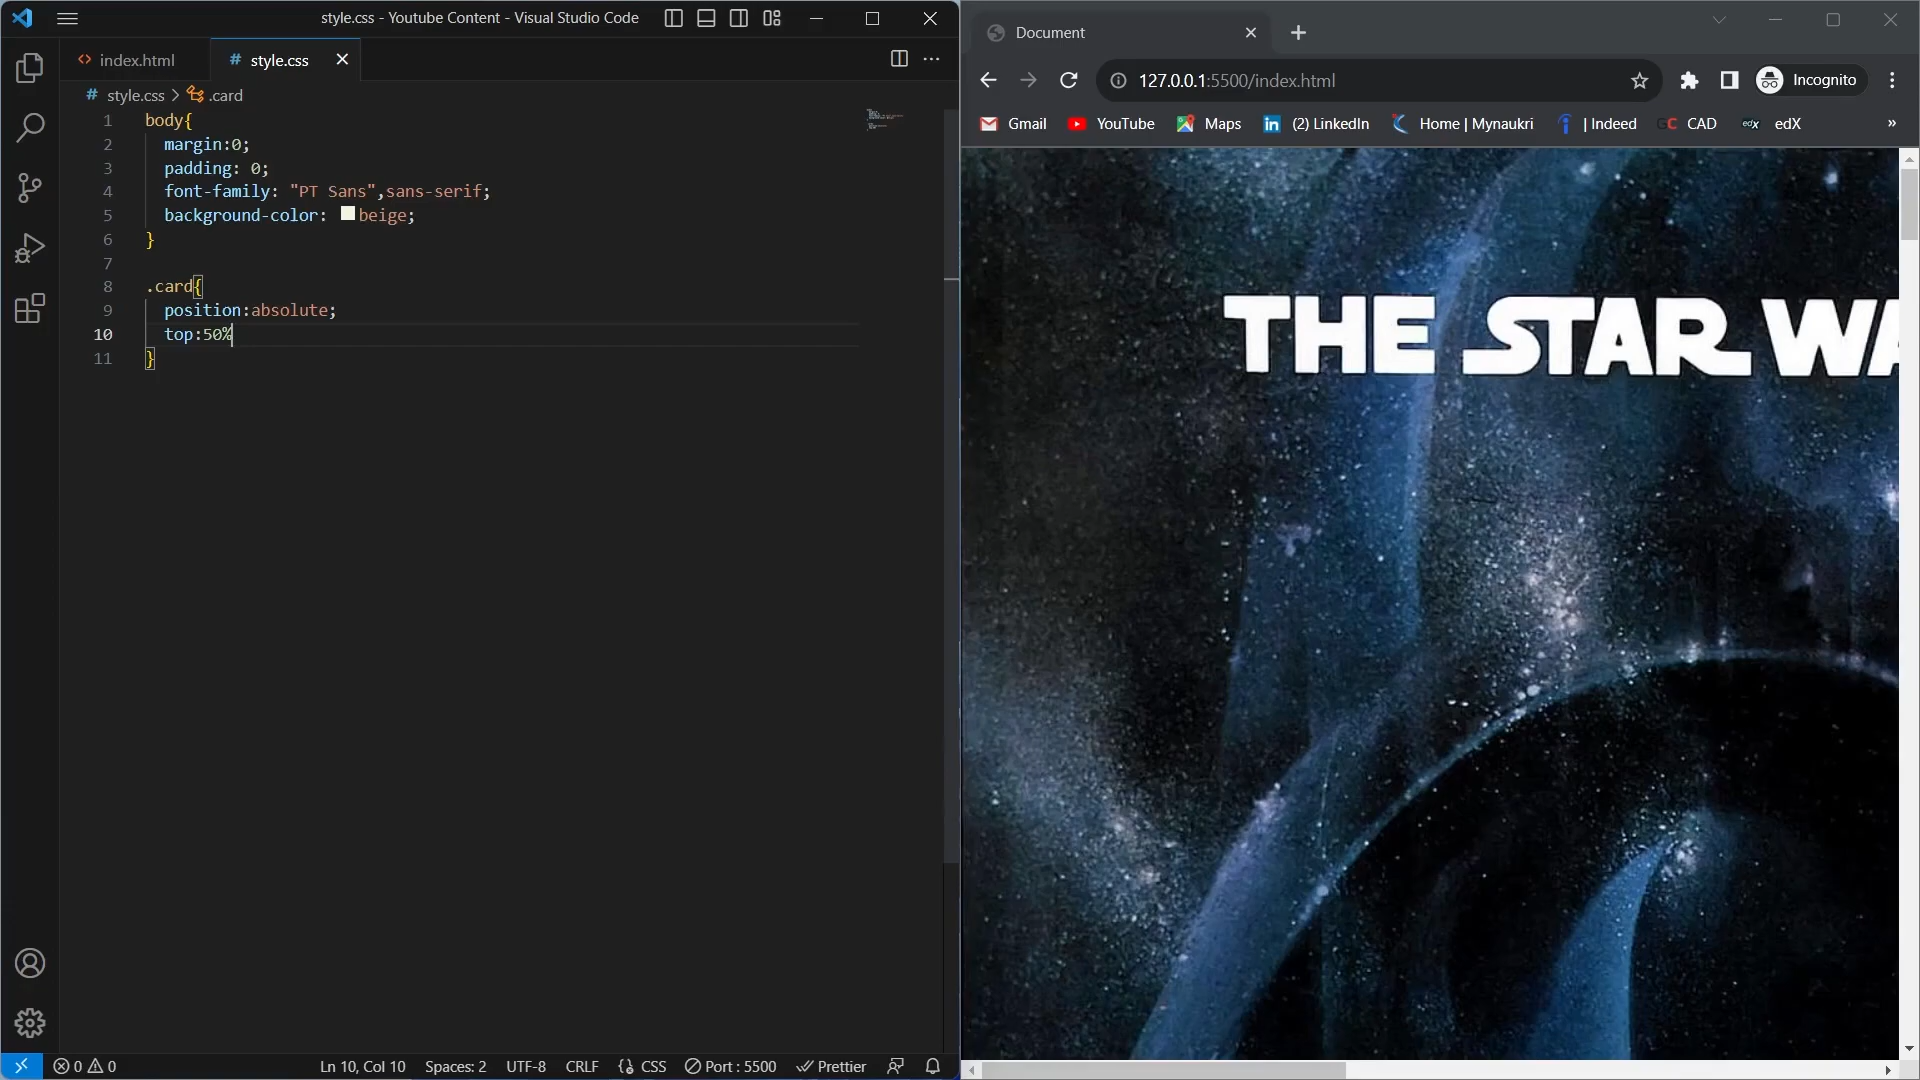 style.css - Youtube Content - Visual Studio Code
index.html
# style.css
# style.css > .card
1 body{
2 margin:0;
3 padding: 0;
4 font-family: "PT Sans",sans-serif;
5 background-color: beige;
6 }
7
8 .card{
9 position:absolute;
10 top:50%
11 }
0 0
Ln 10, Col 10 Spaces: 2 UTF-8 CRLF CSS Port : 5500 Prettier
Document
127.0.0.1:5500/index.html
Incognito
Gmail YouTube Maps (2) LinkedIn Home | Mynaukri | Indeed CAD edX »
THE STAR WA